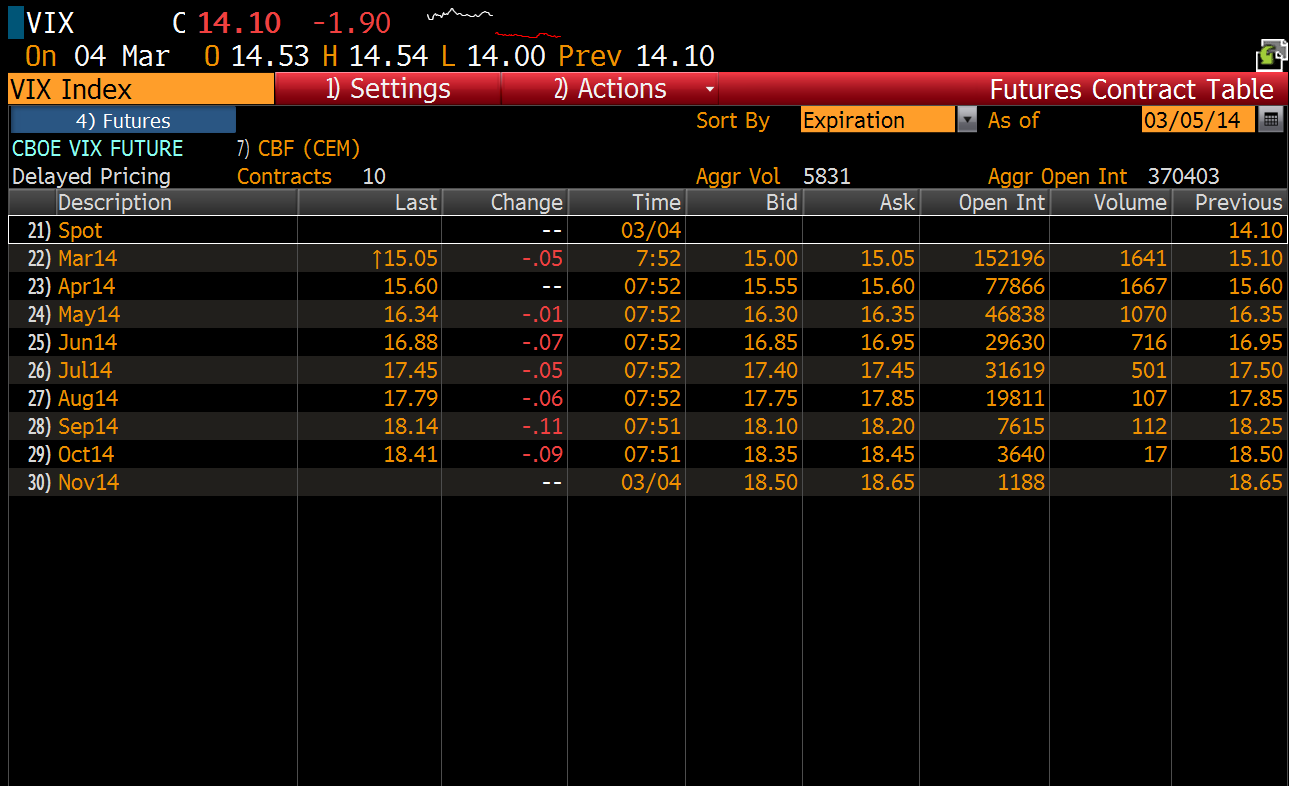 VIX C 14.10 -1.90
On 04 Mar O 14.53 H 14.54 L 14.00 Prev 14.10
VIX Index 1) Settings 2) Actions Futures Contract Table
4) Futures Sort By Expiration As of 03/05/14
CBOE VIX FUTURE 7) CBF (CEM)
Delayed Pricing Contracts 10 Aggr Vol 5831 Aggr Open Int 370403
Description Last Change Time Bid Ask Open Int Volume Previous
21) Spot -- 03/04 14.10
22) Mar14 ↑15.05 -.05 7:52 15.00 15.05 152196 1641 15.10
23) Apr14 15.60 -- 07:52 15.55 15.60 77866 1667 15.60
24) May14 16.34 -.01 07:52 16.30 16.35 46838 1070 16.35
25) Jun14 16.88 -.07 07:52 16.85 16.95 29630 716 16.95
26) Jul14 17.45 -.05 07:52 17.40 17.45 31619 501 17.50
27) Aug14 17.79 -.06 07:52 17.75 17.85 19811 107 17.85
28) Sep14 18.14 -.11 07:51 18.10 18.20 7615 112 18.25
29) Oct14 18.41 -.09 07:51 18.35 18.45 3640 17 18.50
30) Nov14 -- 03/04 18.50 18.65 1188 18.65